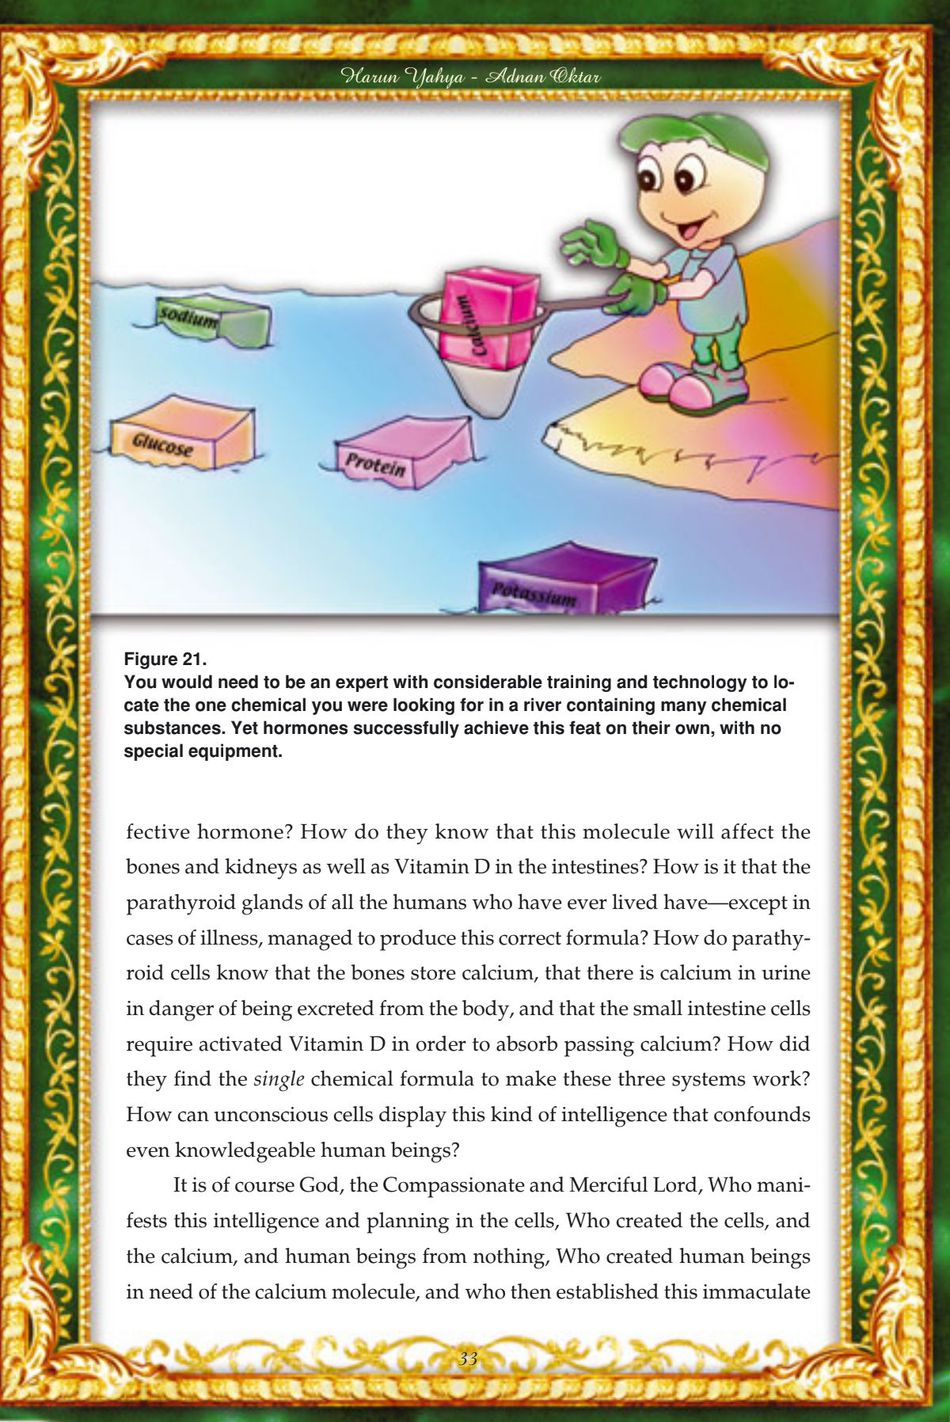 Harun Yahya - Adnan Oktar
sodium
Calcium
Glucose
Protein
Potassium
Figure 21.
You would need to be an expert with considerable training and technology to lo-
cate the one chemical you were looking for in a river containing many chemical
substances. Yet hormones successfully achieve this feat on their own, with no
special equipment.
fective hormone? How do they know that this molecule will affect the
bones and kidneys as well as Vitamin D in the intestines? How is it that the
parathyroid glands of all the humans who have ever lived have—except in
cases of illness, managed to produce this correct formula? How do parathy-
roid cells know that the bones store calcium, that there is calcium in urine
in danger of being excreted from the body, and that the small intestine cells
require activated Vitamin D in order to absorb passing calcium? How did
they find the single chemical formula to make these three systems work?
How can unconscious cells display this kind of intelligence that confounds
even knowledgeable human beings?
It is of course God, the Compassionate and Merciful Lord, Who mani-
fests this intelligence and planning in the cells, Who created the cells, and
the calcium, and human beings from nothing, Who created human beings
in need of the calcium molecule, and who then established this immaculate
33